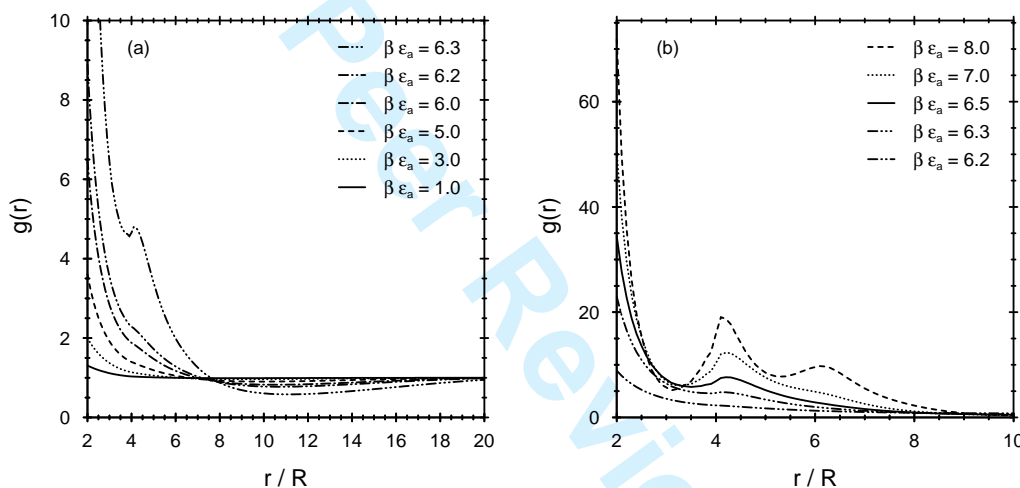 (a)
β εa = 6.3
β εa = 6.2
β εa = 6.0
β εa = 5.0
β εa = 3.0
β εa = 1.0
10
8
6
4
2
0
g(r)
2 4 6 8 10 12 14 16 18 20
r / R
(b)
β εa = 8.0
β εa = 7.0
β εa = 6.5
β εa = 6.3
β εa = 6.2
60
40
20
0
g(r)
2 4 6 8 10
r / R
Peer Revie